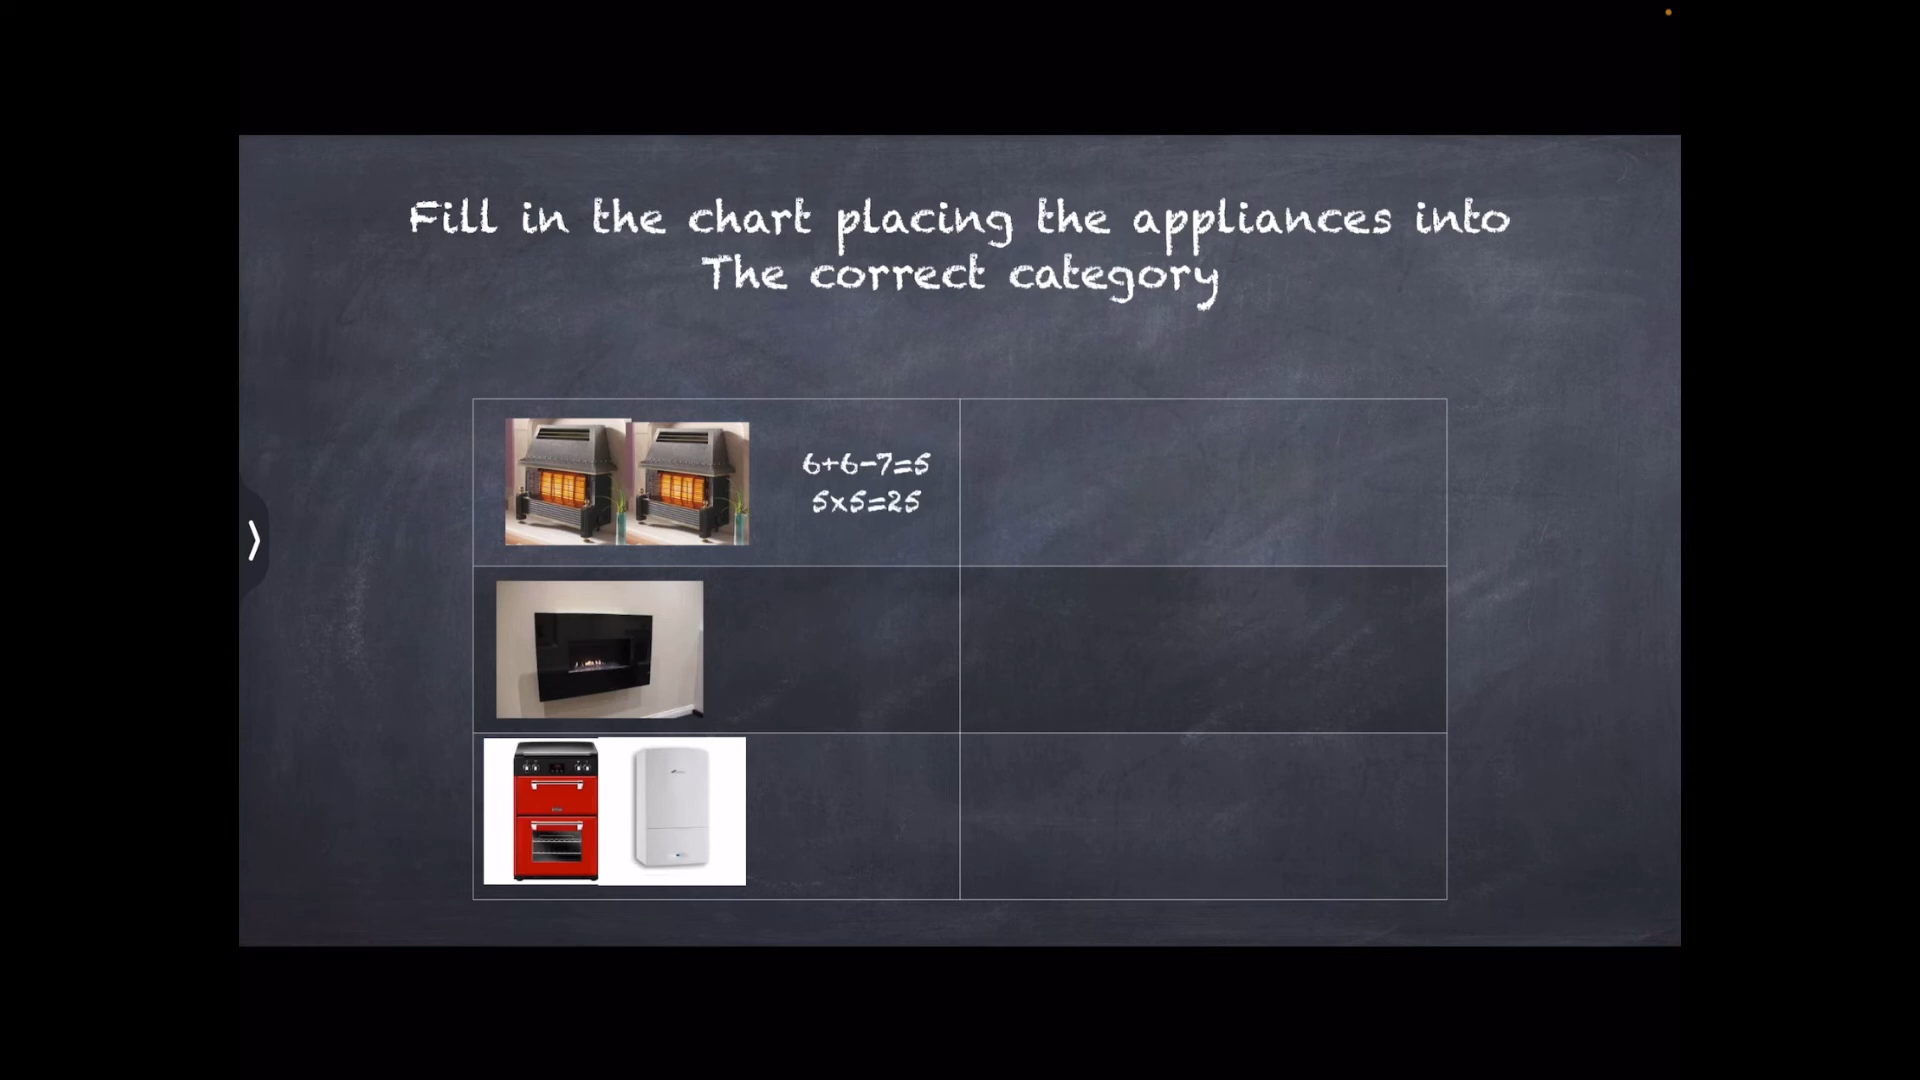 Fill in the chart placing the appliances into
The correct category
6+6-7=5
5x5=25